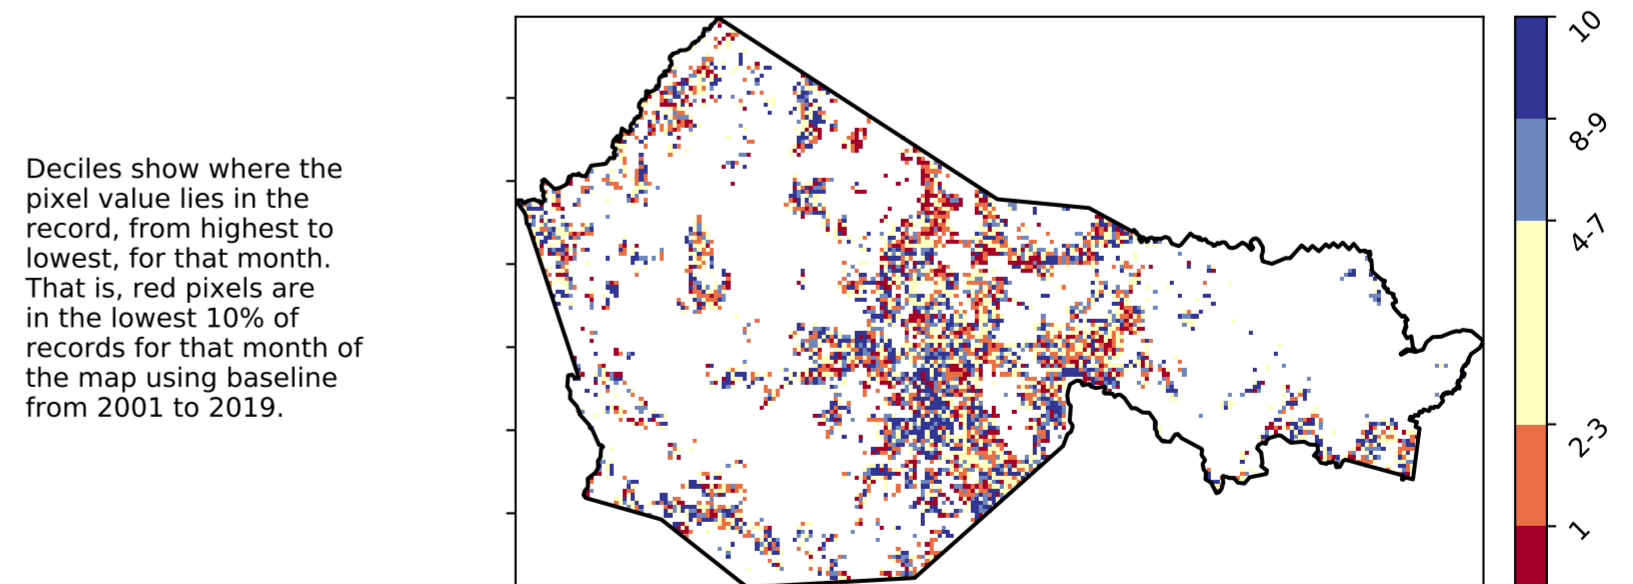 Deciles show where the
pixel value lies in the
record, from highest to
lowest, for that month.
That is, red pixels are
in the lowest 10% of
records for that month of
the map using baseline
from 2001 to 2019.
10
8-9
4-7
2-3
1